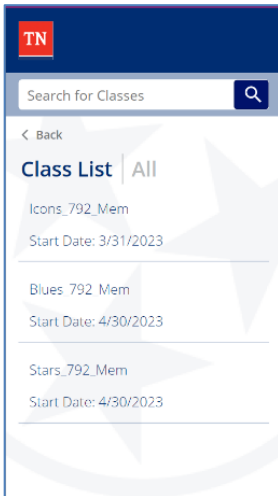 TN
Search for Classes
< Back
Class List | All
Icons_792_Mem
Start Date: 3/31/2023
Blues_792_Mem
Start Date: 4/30/2023
Stars_792_Mem
Start Date: 4/30/2023